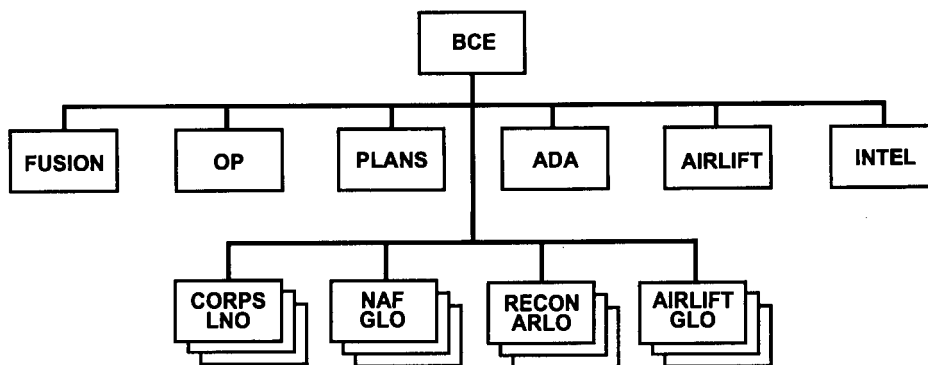 BCE
FUSION
OP
PLANS
ADA
AIRLIFT
INTEL
CORPS
LNO
NAF
GLO
RECON
ARLO
AIRLIFT
GLO